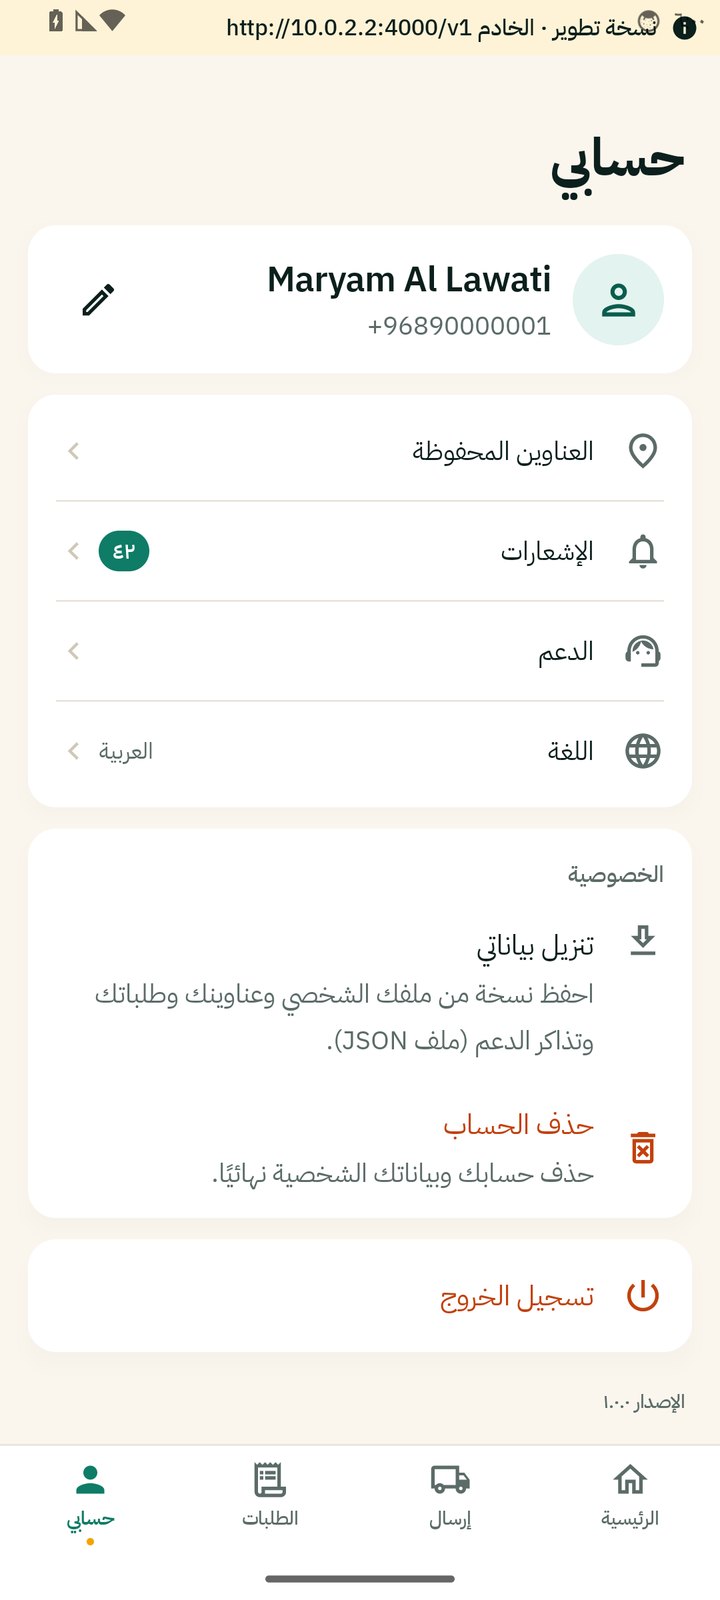 نسخة تطوير · الخادم http://10.0.2.2:4000/v1
حسابي
Maryam Al Lawati
+96890000001
العناوين المحفوظة
الإشعارات
٤٢
الدعم
اللغة
العربية
الخصوصية
تنزيل بياناتي
احفظ نسخة من ملفك الشخصي وعناوينك وطلباتك
وتذاكر الدعم (ملف JSON).
حذف الحساب
حذف حسابك وبياناتك الشخصية نهائيًا.
تسجيل الخروج
الإصدار ١.٠.٠
الرئيسية
إرسال
الطلبات
حسابي